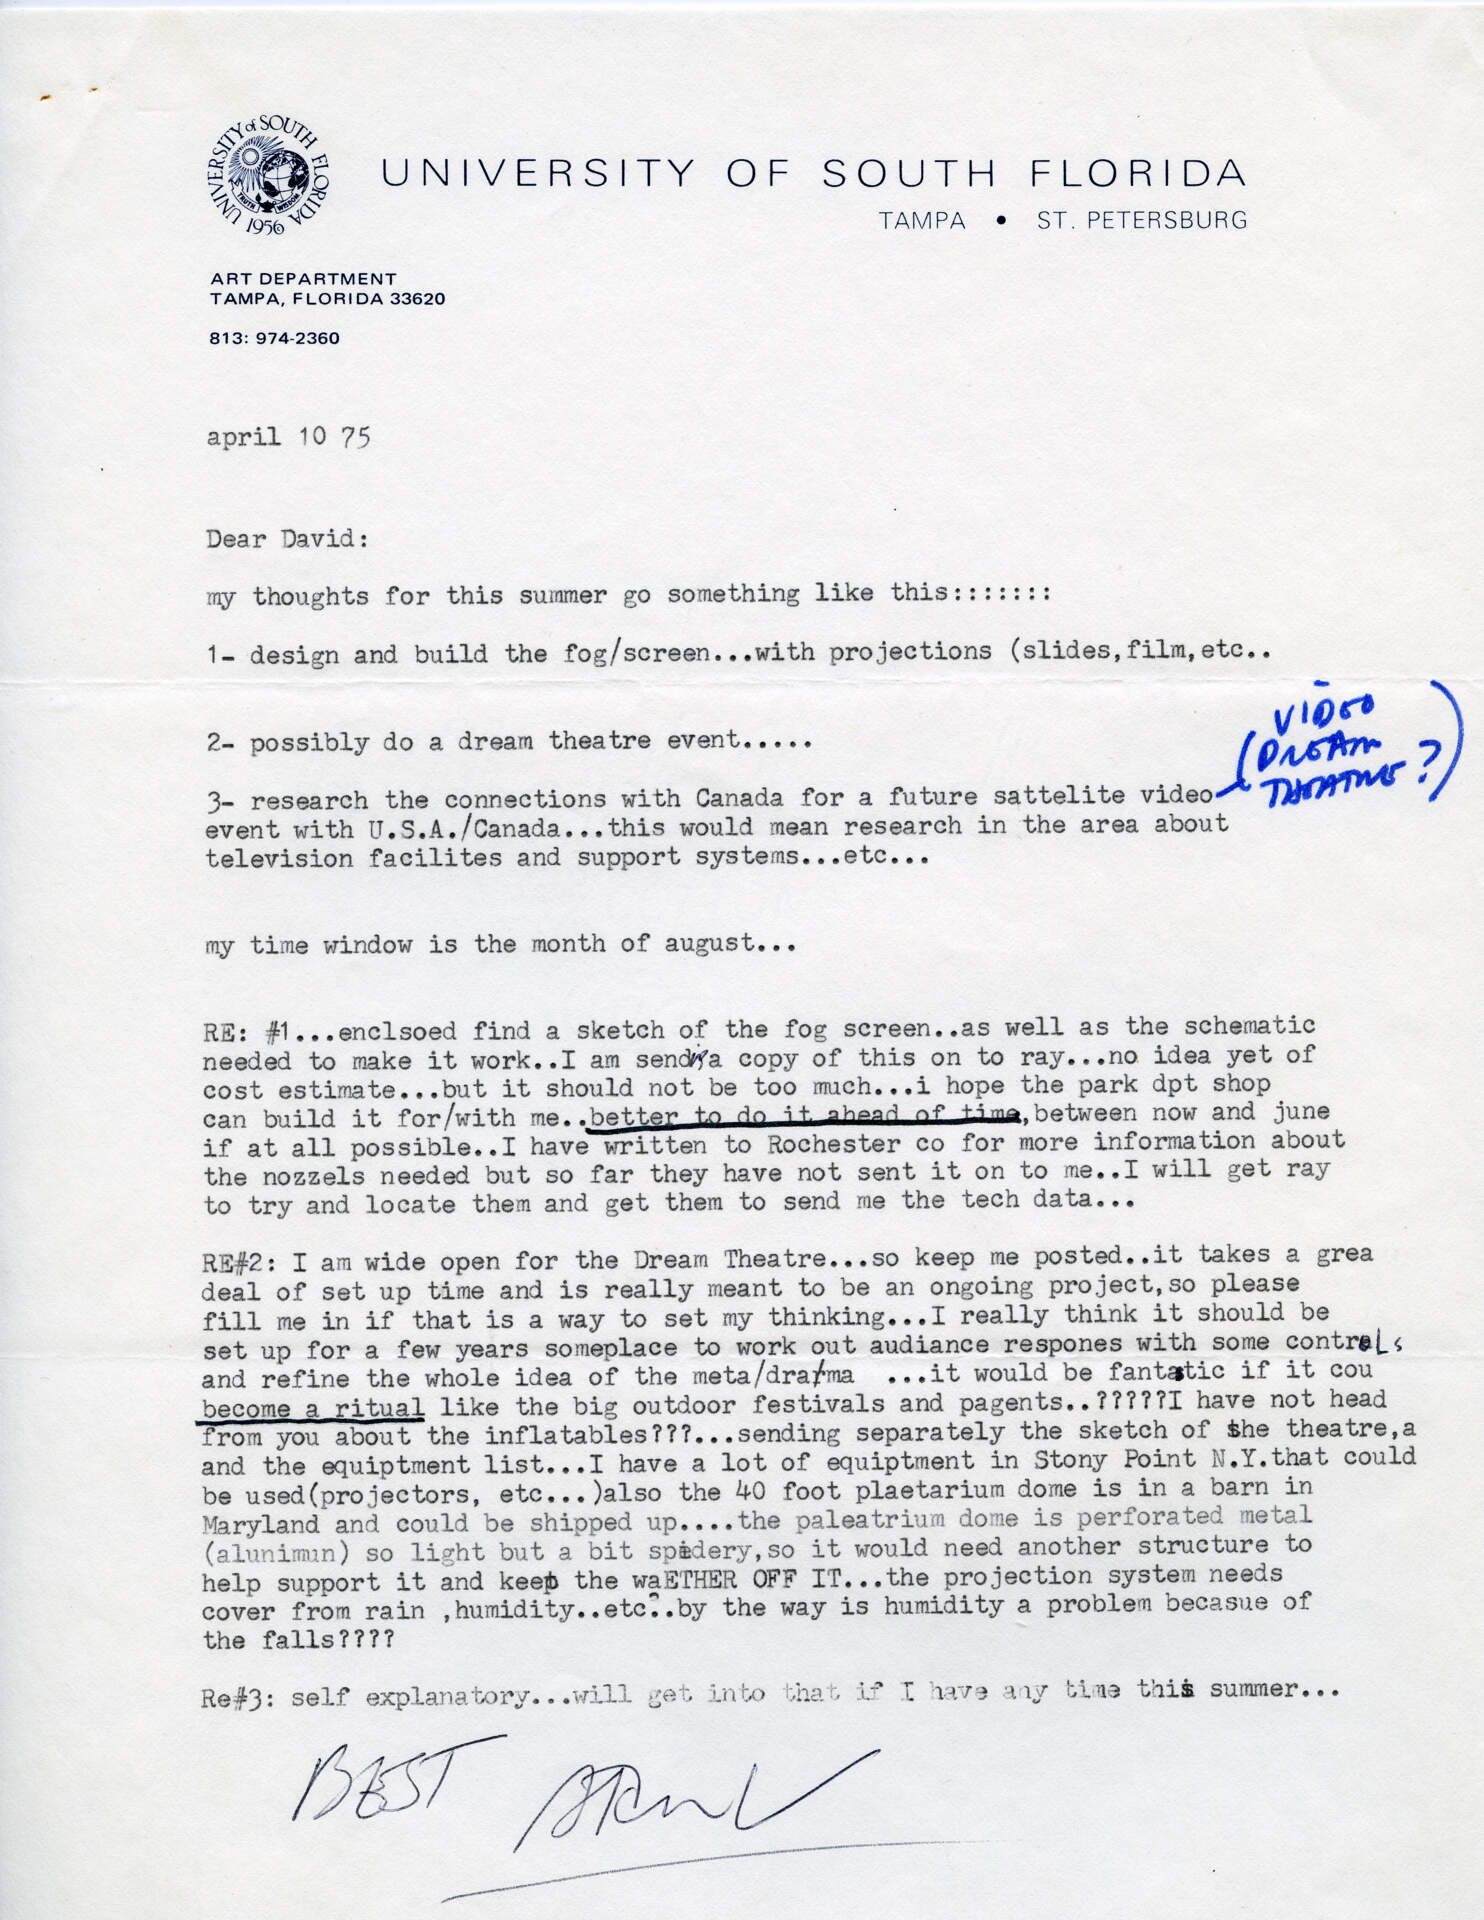 UNIVERSITY of SOUTH FLORIDA
TRUTH WISDOM
1956
UNIVERSITY OF SOUTH FLORIDA
TAMPA • ST. PETERSBURG
ART DEPARTMENT
TAMPA, FLORIDA 33620
813: 974-2360
april 10 75
Dear David:
my thoughts for this summer go something like this:::::::
1- design and build the fog/screen...with projections (slides,film,etc..
2- possibly do a dream theatre event.....
(VIDEO
DREAM
THEATRE?)
3- research the connections with Canada for a future sattelite video
event with U.S.A./Canada...this would mean research in the area about
television facilites and support systems...etc...
my time window is the month of august...
RE: #1...enclsoed find a sketch of the fog screen..as well as the schematic
needed to make it work..I am send a copy of this on to ray...no idea yet of
cost estimate...but it should not be too much...i hope the park dpt shop
can build it for/with me..better to do it ahead of time,between now and june
if at all possible..I have written to Rochester co for more information about
the nozzels needed but so far they have not sent it on to me..I will get ray
to try and locate them and get them to send me the tech data...
RE#2: I am wide open for the Dream Theatre...so keep me posted..it takes a grea
deal of set up time and is really meant to be an ongoing project,so please
fill me in if that is a way to set my thinking...I really think it should be
set up for a few years someplace to work out audiance respones with some controls
and refine the whole idea of the meta/drama ...it would be fantastic if it cou
become a ritual like the big outdoor festivals and pagents..?????I have not head
from you about the inflatables???...sending separately the sketch of the theatre,a
and the equiptment list...I have a lot of equiptment in Stony Point N.Y.that could
be used(projectors, etc...)also the 40 foot plaetarium dome is in a barn in
Maryland and could be shipped up....the paleatrium dome is perforated metal
(alunimun) so light but a bit spidery,so it would need another structure to
help support it and keep the waETHER OFF IT...the projection system needs
cover from rain ,humidity..etc?..by the way is humidity a problem becasue of
the falls????
Re#3: self explanatory...will get into that if I have any time this summer...
BEST